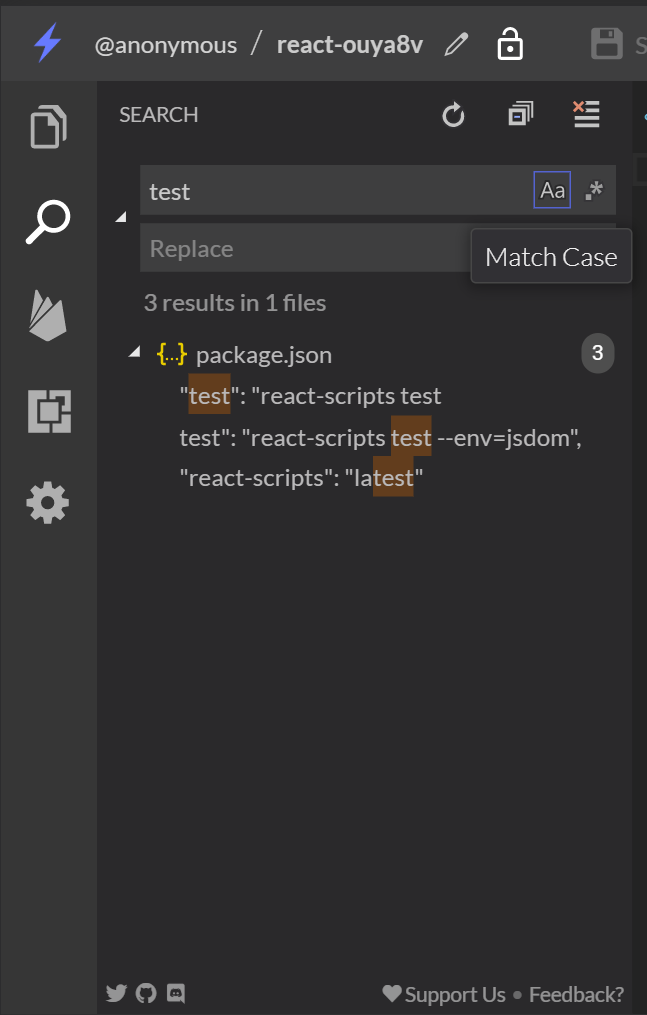 @anonymous / react-ouya8v S
SEARCH
test Aa .*
Replace
Match Case
3 results in 1 files
{...} package.json 3
"test": "react-scripts test
test": "react-scripts test --env=jsdom",
"react-scripts": "latest"
Support Us • Feedback?